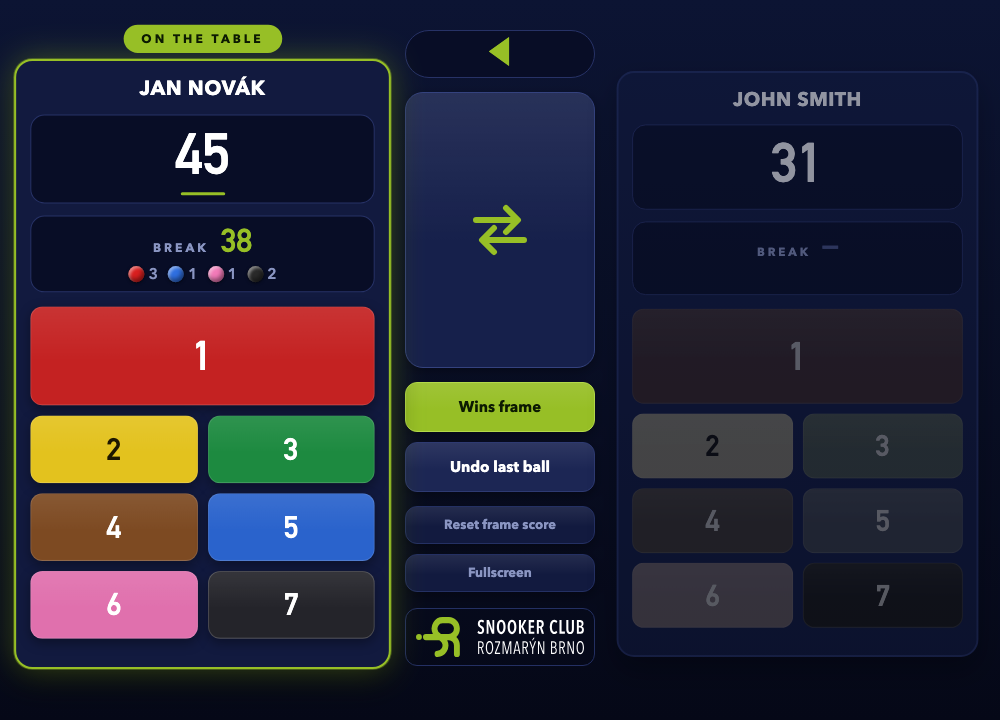 ON THE TABLE
JAN NOVÁK
45
BREAK 38
3 1 1 2
1
2 3
4 5
6 7
Wins frame
Undo last ball
Reset frame score
Fullscreen
SNOOKER CLUB
ROZMARÝN BRNO
JOHN SMITH
31
BREAK –
1
2 3
4 5
6 7